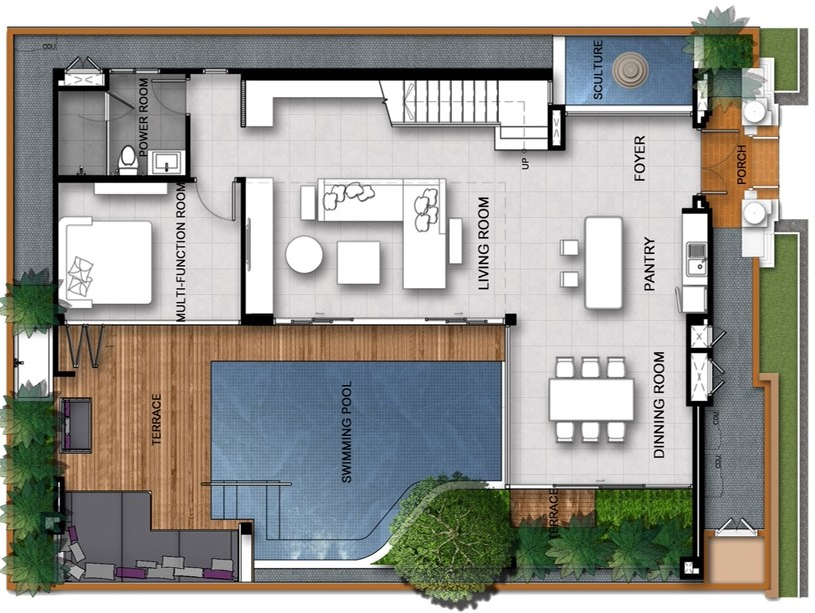 CDU
SCULTURE
POWER ROOM
FOYER
PORCH
UP
MULTI-FUNCTION ROOM
LIVING ROOM
PANTRY
TERRACE
SWIMMING POOL
DINNING ROOM
CDU
CDU
TERRACE